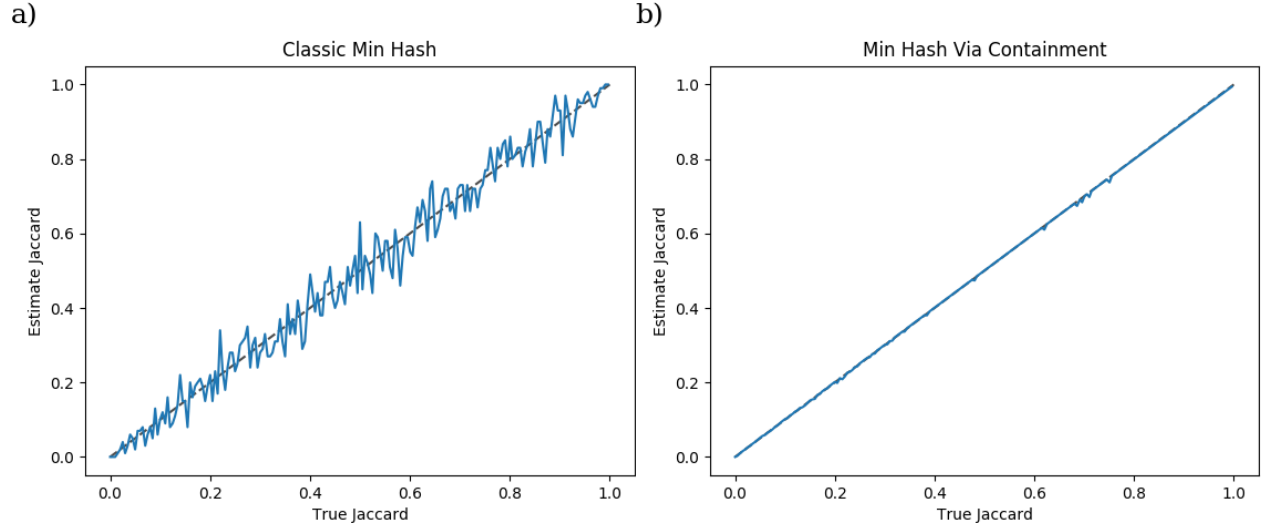 a)
Classic Min Hash
Estimate Jaccard
1.0
0.8
0.6
0.4
0.2
0.0
0.0 0.2 0.4 0.6 0.8 1.0
True Jaccard
b)
Min Hash Via Containment
Estimate Jaccard
1.0
0.8
0.6
0.4
0.2
0.0
0.0 0.2 0.4 0.6 0.8 1.0
True Jaccard